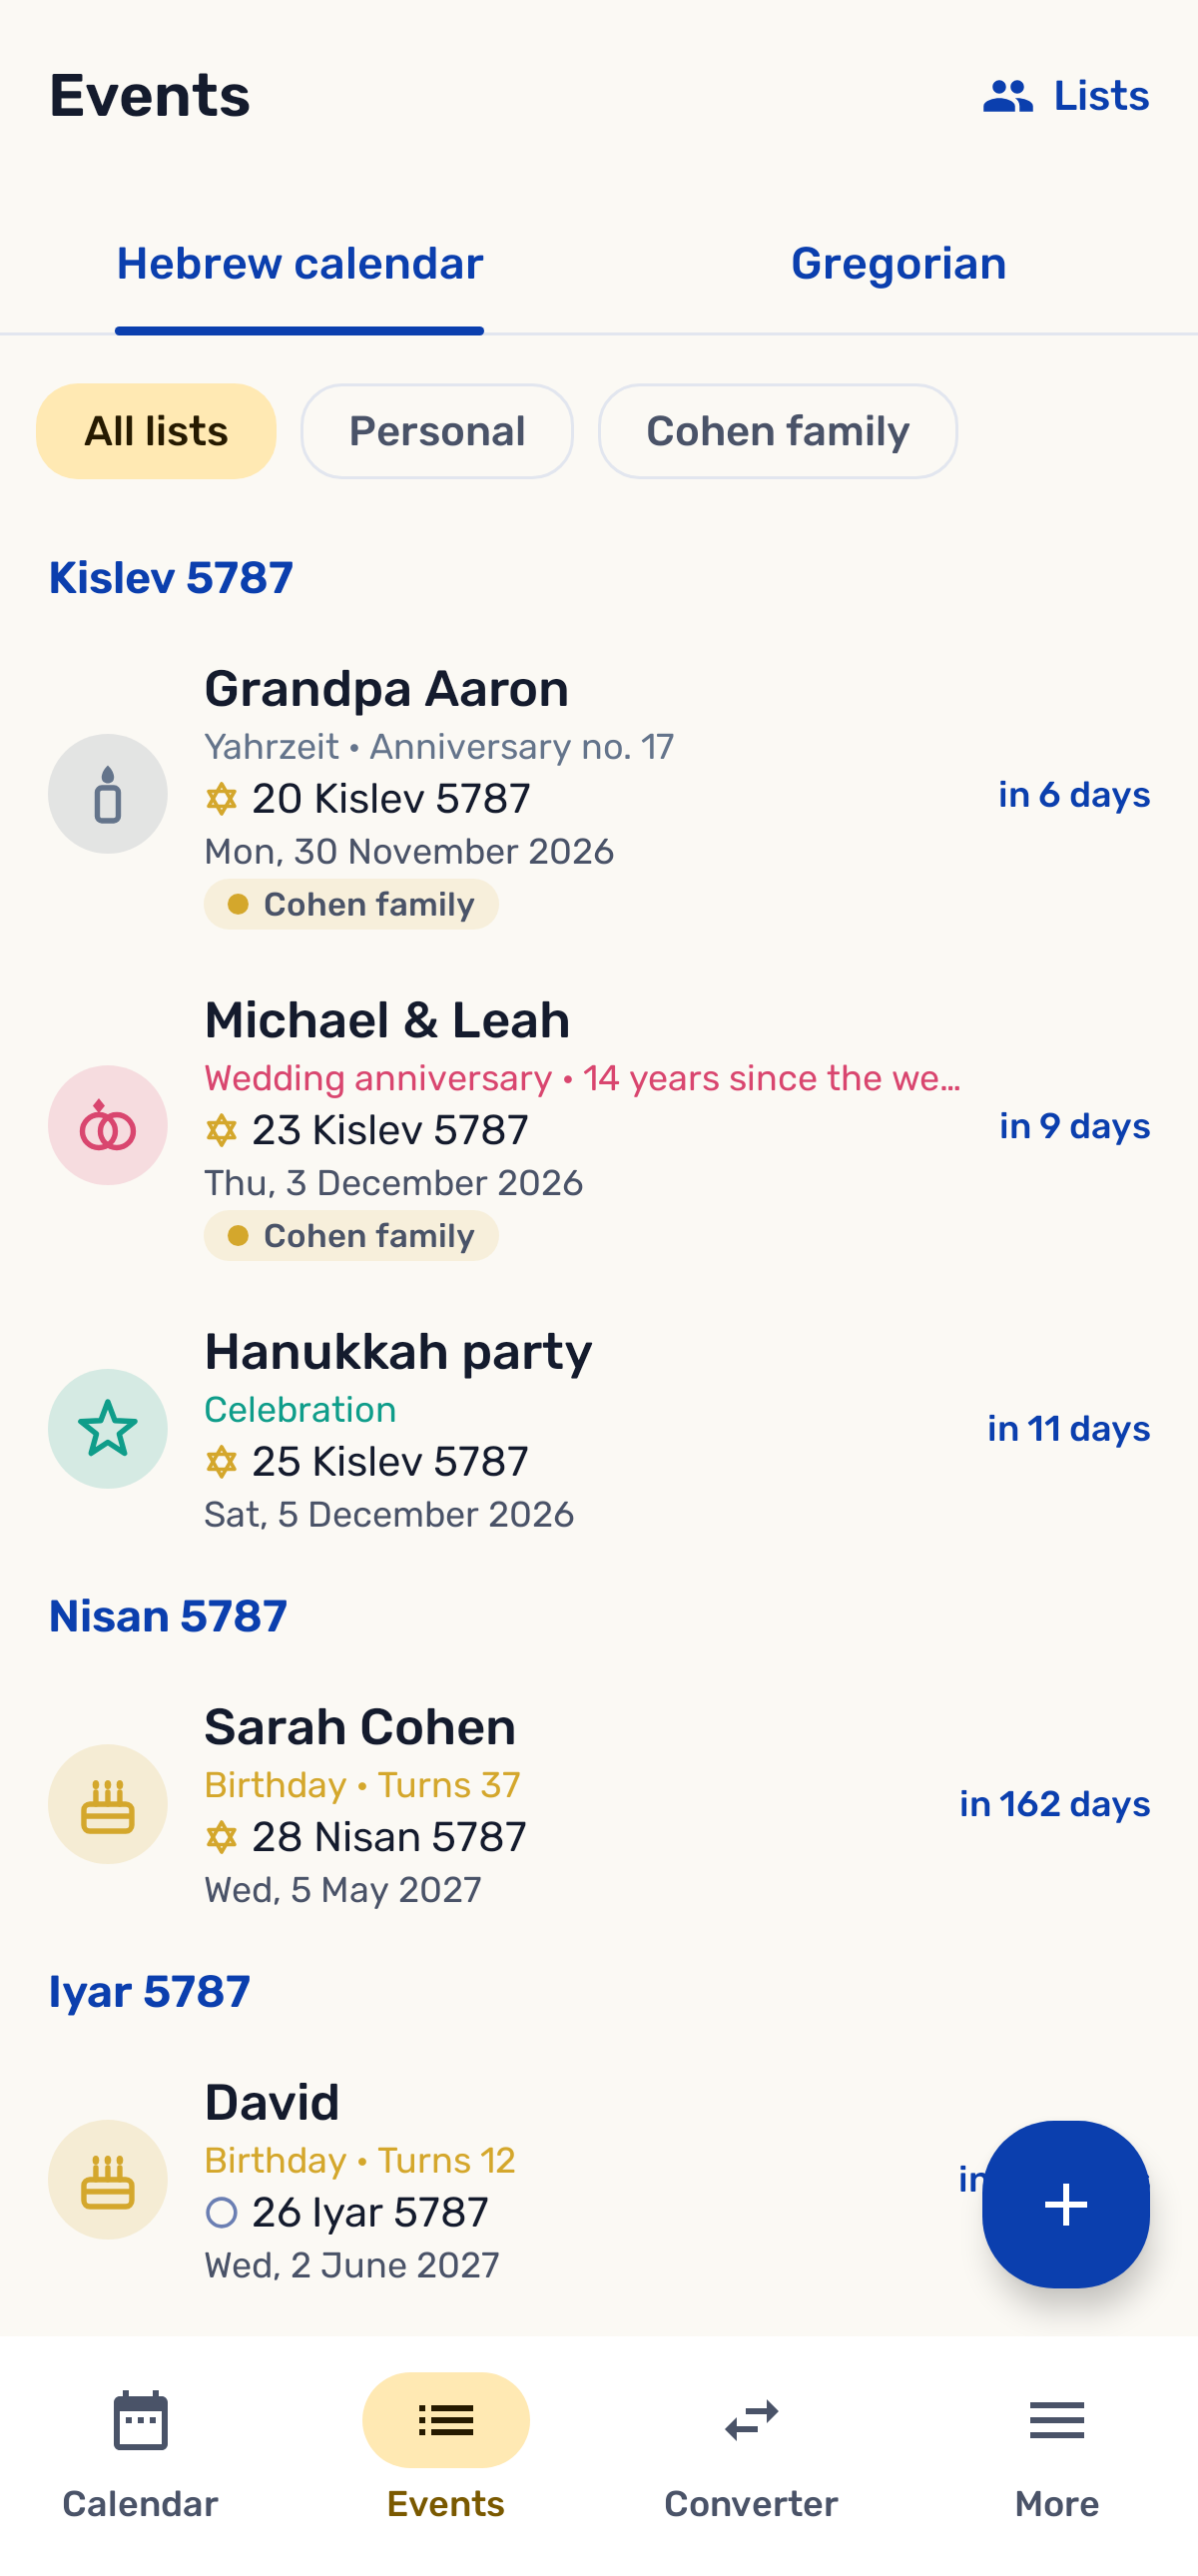 Events
Lists
Hebrew calendar
Gregorian
All lists
Personal
Cohen family
Kislev 5787
Grandpa Aaron
Yahrzeit • Anniversary no. 17
20 Kislev 5787
in 6 days
Mon, 30 November 2026
Cohen family
Michael & Leah
Wedding anniversary • 14 years since the we...
23 Kislev 5787
in 9 days
Thu, 3 December 2026
Cohen family
Hanukkah party
Celebration
25 Kislev 5787
in 11 days
Sat, 5 December 2026
Nisan 5787
Sarah Cohen
Birthday • Turns 37
28 Nisan 5787
in 162 days
Wed, 5 May 2027
Iyar 5787
David
Birthday • Turns 12
in
26 Iyar 5787
Wed, 2 June 2027
Calendar
Events
Converter
More